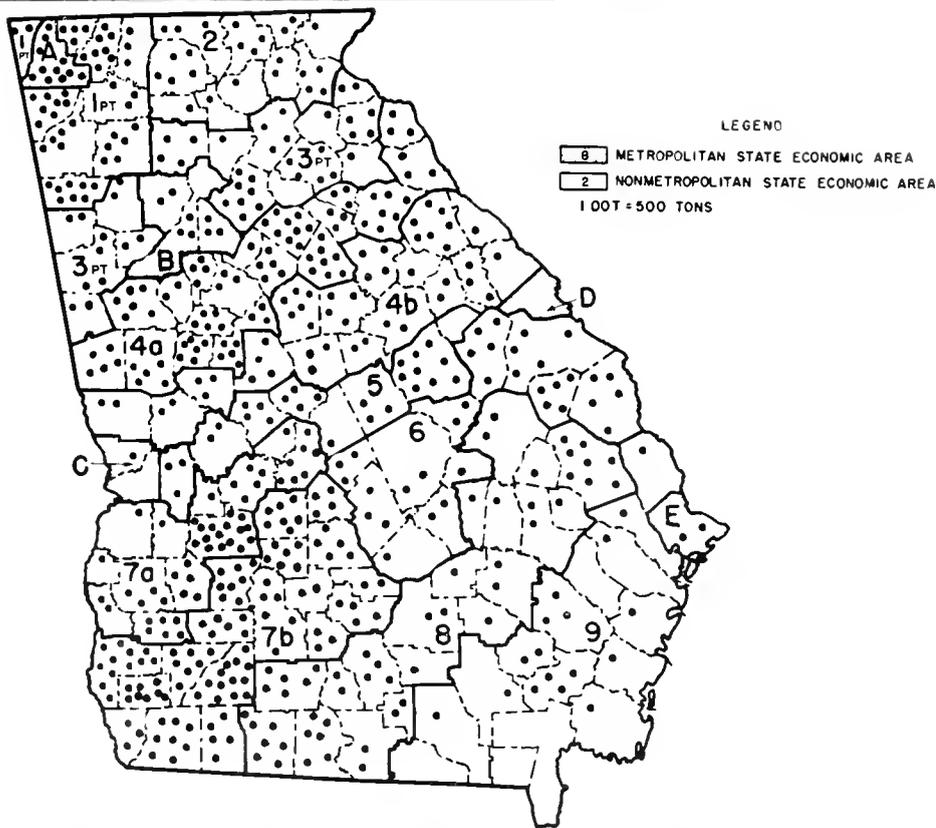 1
PT
A
2
1 PT
3 PT
B
3 PT
4b
D
4a
5
6
C
E
7a
7b
8
9
LEGEND
8 METROPOLITAN STATE ECONOMIC AREA
2 NONMETROPOLITAN STATE ECONOMIC AREA
1 DOT = 500 TONS